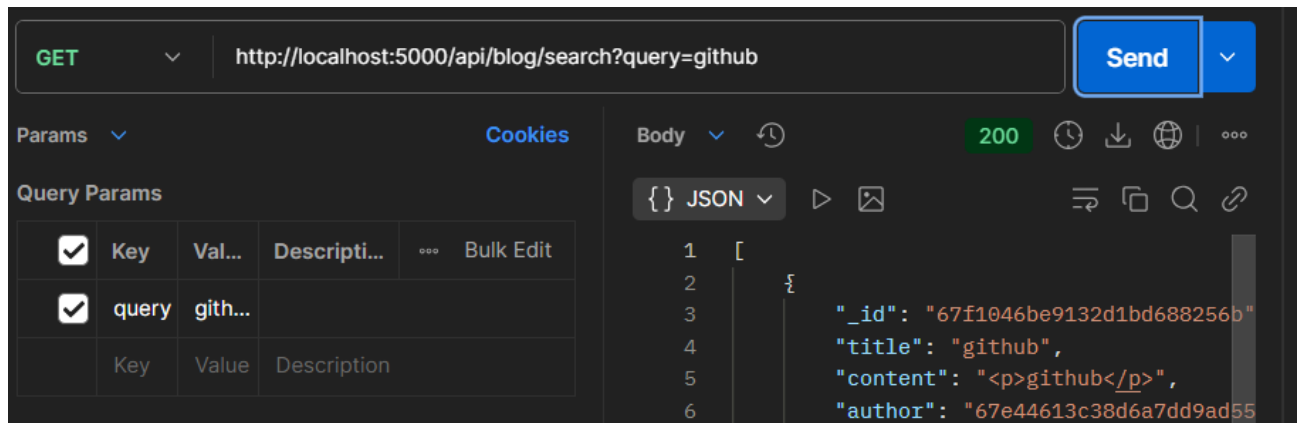 GET http://localhost:5000/api/blog/search?query=github Send
Params Cookies
Query Params
Key Val... Descripti... Bulk Edit
query gith...
Key Value Description
Body 200
{ } JSON
1 [
2 {
3 "_id": "67f1046be9132d1bd688256b"
4 "title": "github",
5 "content": "<p>github</p>",
6 "author": "67e44613c38d6a7dd9ad55